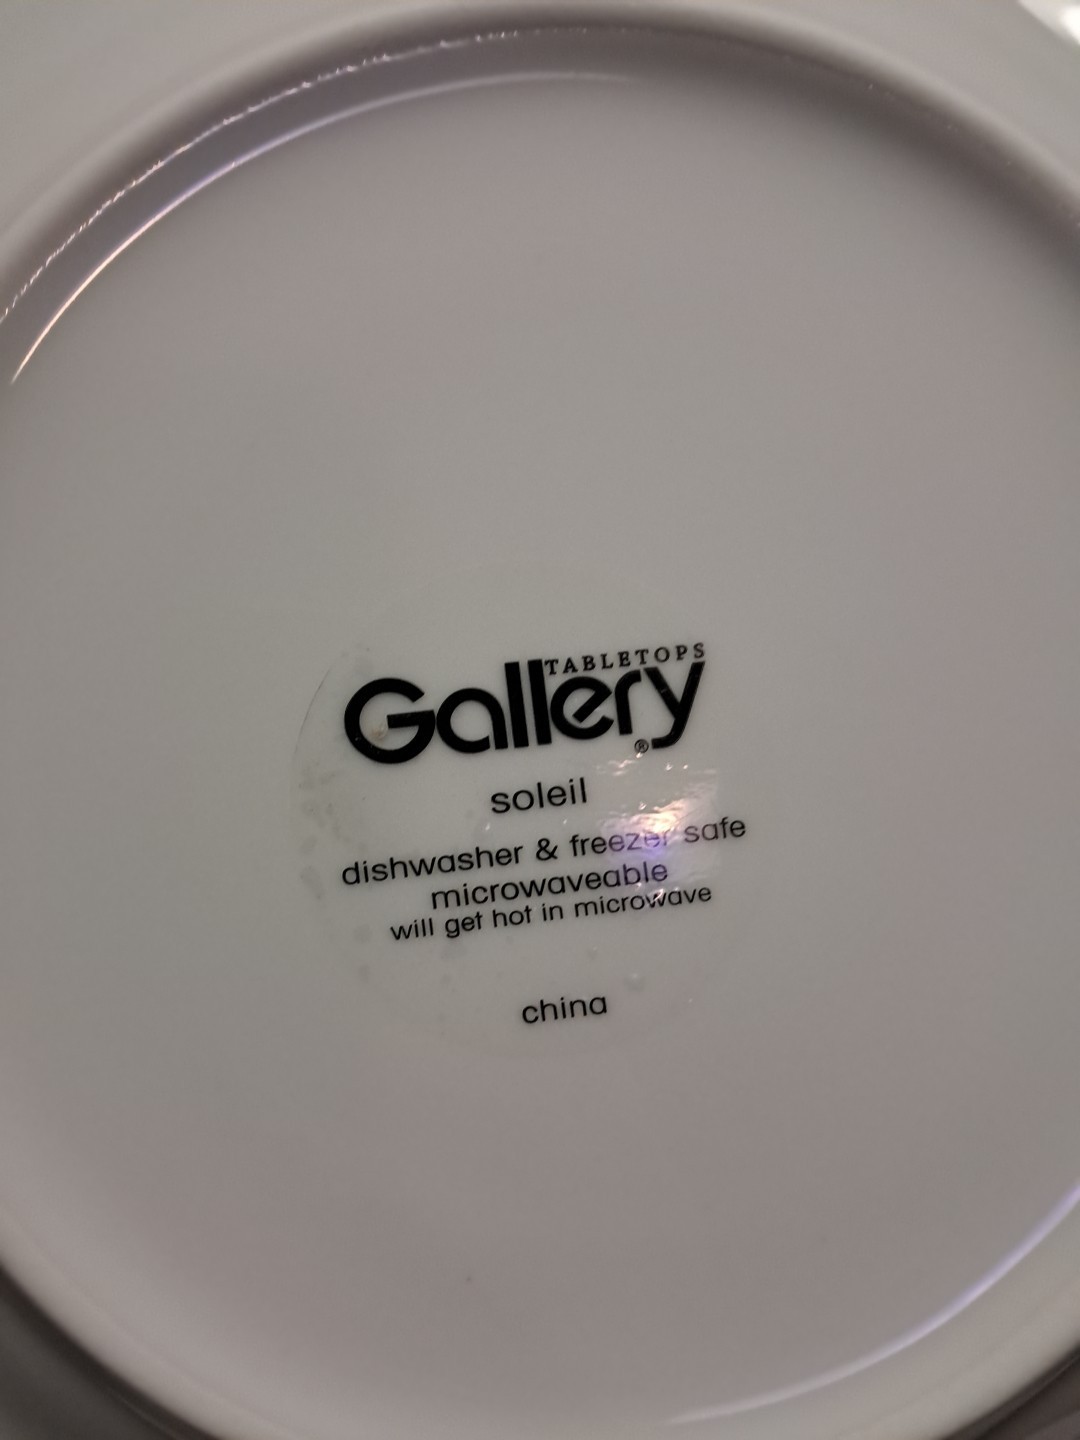 TABLETOPS
Gallery®
soleil
dishwasher & freezer safe
microwaveable
will get hot in microwave
china